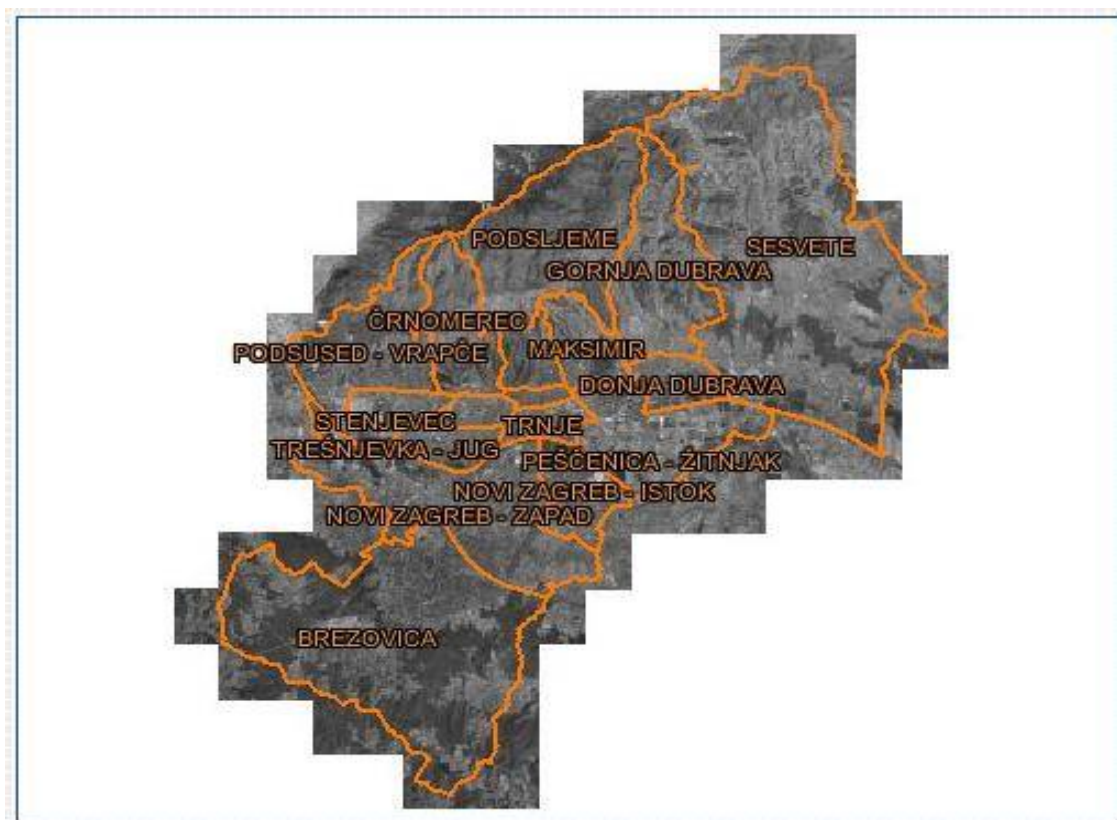 PODSLJEME
SESVETE
GORNJA DUBRAVA
ČRNOMEREC
PODSUSED - VRAPČE
MAKSIMIR
DONJA DUBRAVA
STENJEVEC
TRNJE
TREŠNJEVKA - JUG
PEŠČENICA - ŽITNJAK
NOVI ZAGREB - ISTOK
NOVI ZAGREB - ZAPAD
BREZOVICA